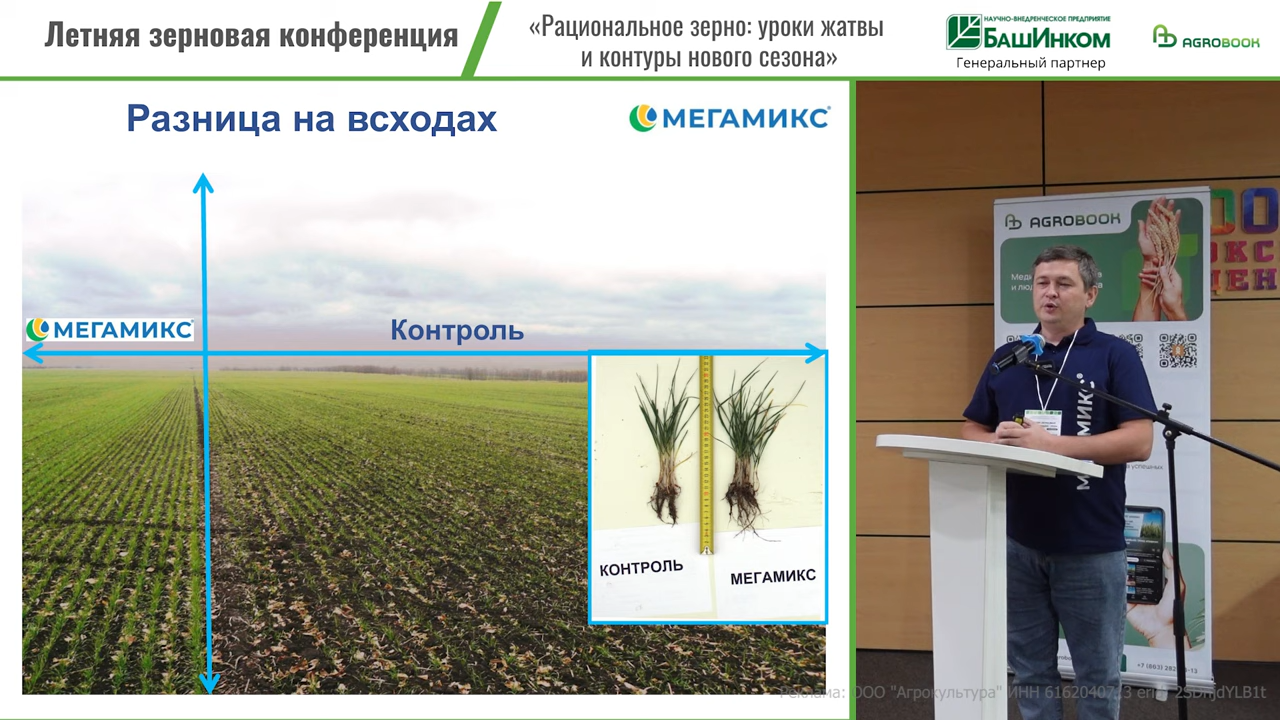 Летняя зерновая конференция
«Рациональное зерно: уроки жатвы
и контуры нового сезона»
НАУЧНО-ВНЕДРЕНЧЕСКОЕ ПРЕДПРИЯТИЕ
БАШИНКОМ
Генеральный партнер
AGROBOOK
Разница на всходах
МЕГАМИКС
МЕГАМИКС
Контроль
КОНТРОЛЬ
МЕГАМИКС
AGROBOOK
МЕГАМИКС
Реклама: ООО "Агрокультура" ИНН